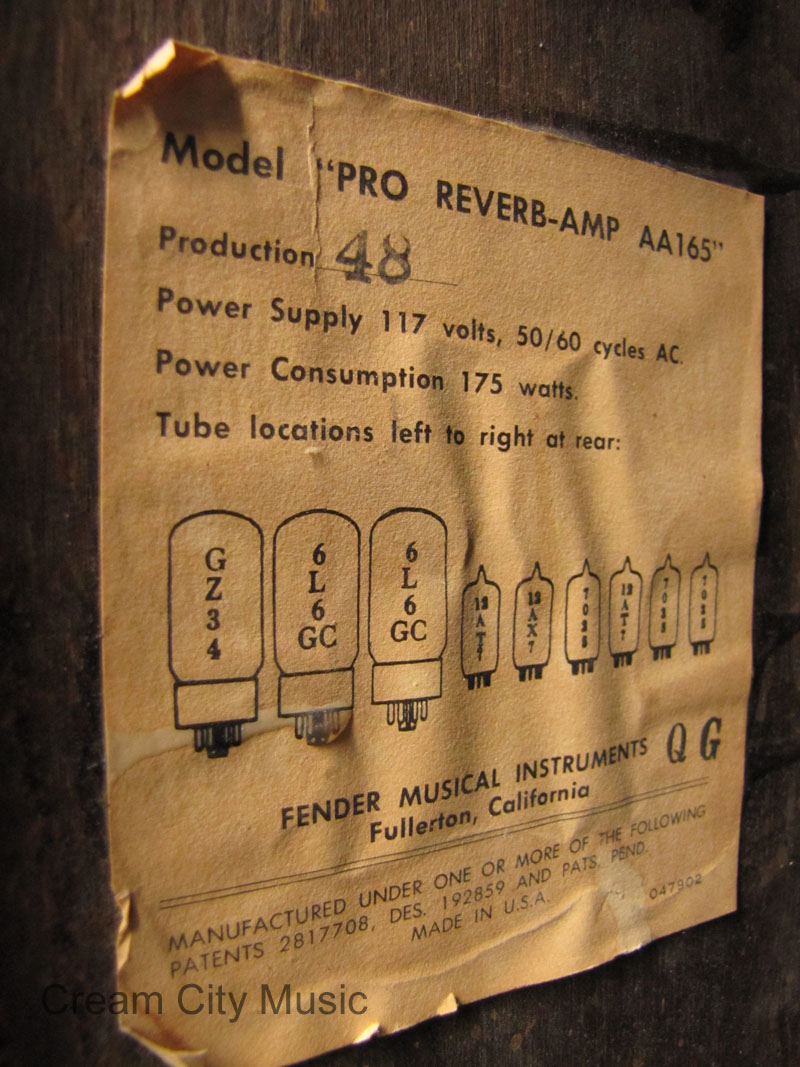 Model "PRO REVERB-AMP AA165"
Production 48
Power Supply 117 volts, 50/60 cycles AC.
Power Consumption 175 watts.
Tube locations left to right at rear:
GZ34 6L6GC 6L6GC 12AT7 12AX7 7025 12AT7 7025 7025
FENDER MUSICAL INSTRUMENTS Q G
Fullerton, California
MANUFACTURED UNDER ONE OR MORE OF THE FOLLOWING
PATENTS 2817708, DES. 192859 AND PATS. PEND.
MADE IN U.S.A. 047902
Cream City Music